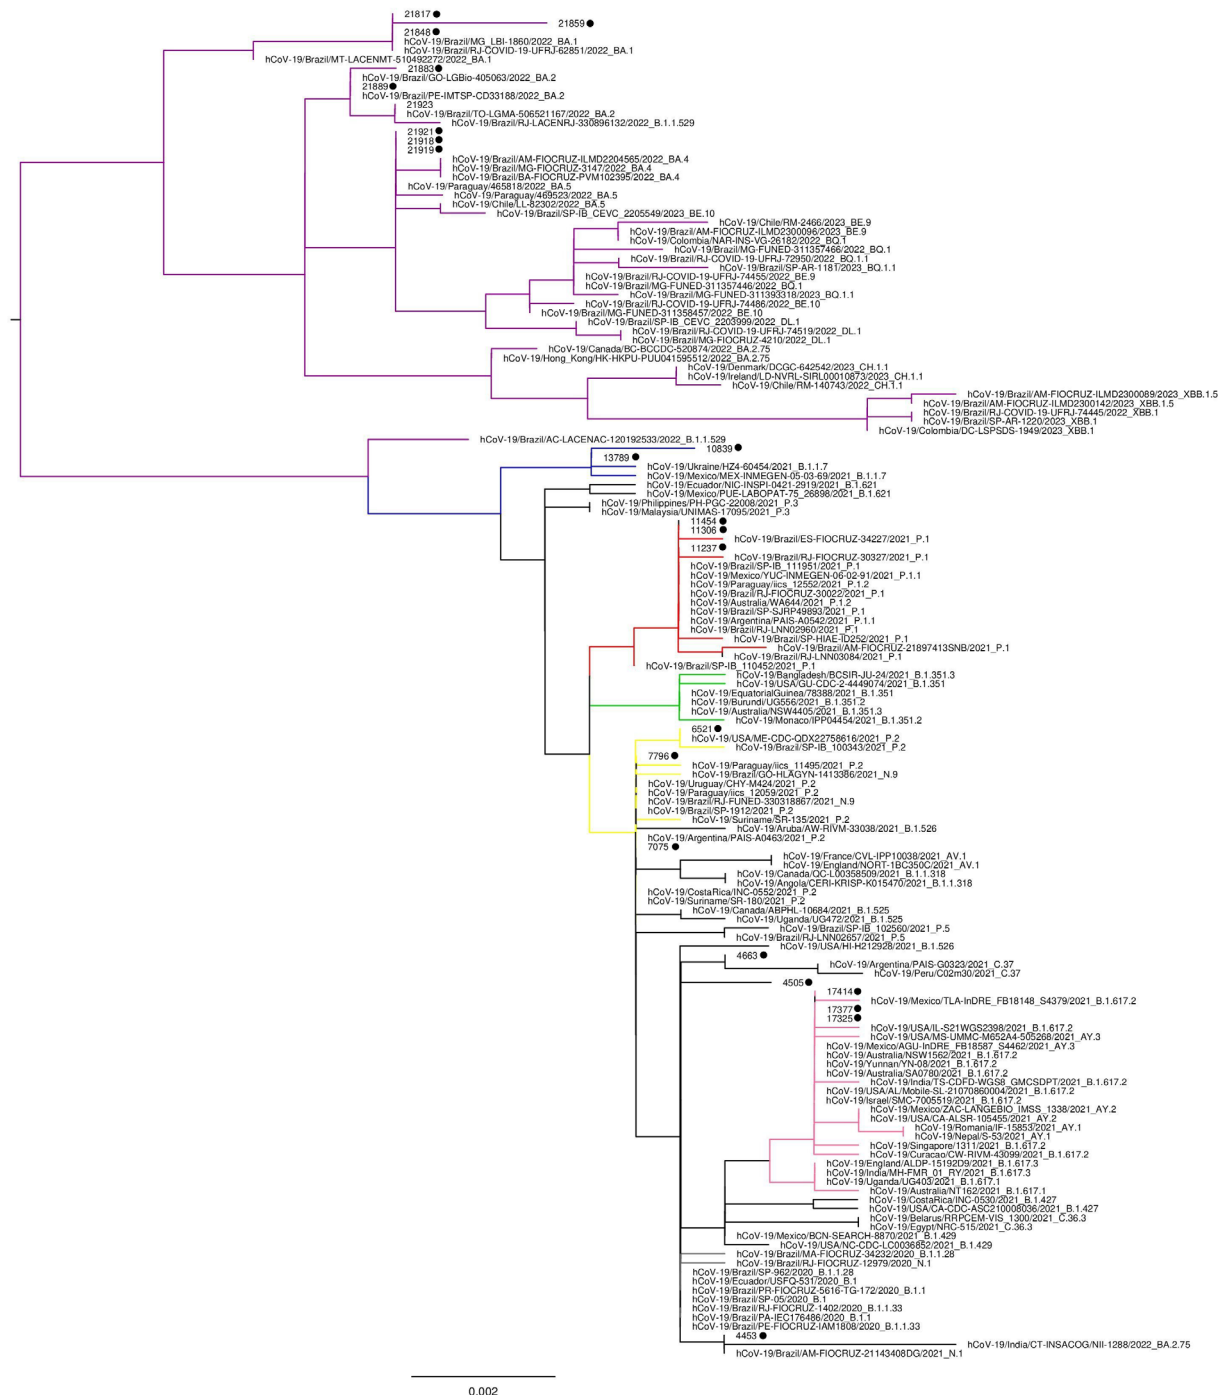 21817
21859
21848
hCoV-19/Brazil/MG_LBI-1860/2022_BA.1
hCoV-19/Brazil/RJ-COVID-19-UFRJ-62851/2022_BA.1
hCoV-19/Brazil/MT-LACENMT-510492272/2022_BA.1
21883
hCoV-19/Brazil/GO-LGBio-405063/2022_BA.2
21889
hCoV-19/Brazil/PE-IMTSP-CD33188/2022_BA.2
21923
hCoV-19/Brazil/TO-LGMA-506521167/2022_BA.2
hCoV-19/Brazil/RJ-LACENRJ-330896132/2022_B.1.1.529
21921
21918
21919
hCoV-19/Brazil/AM-FIOCRUZ-ILMD2204565/2022_BA.4
hCoV-19/Brazil/MG-FIOCRUZ-3147/2022_BA.4
hCoV-19/Brazil/BA-FIOCRUZ-PVM102395/2022_BA.4
hCoV-19/Paraguay/465818/2022_BA.5
hCoV-19/Paraguay/469523/2022_BA.5
hCoV-19/Chile/LL-82302/2022_BA.5
hCoV-19/Brazil/SP-IB_CEVC_2205549/2023_BE.10
hCoV-19/Chile/RM-2466/2023_BE.9
hCoV-19/Brazil/AM-FIOCRUZ-ILMD2300096/2023_BE.9
hCoV-19/Colombia/NAR-INS-VG-26182/2022_BQ.1
hCoV-19/Brazil/MG-FUNED-311357466/2022_BQ.1
hCoV-19/Brazil/RJ-COVID-19-UFRJ-72950/2022_BQ.1.1
hCoV-19/Brazil/SP-AR-1181/2023_BQ.1.1
hCoV-19/Brazil/RJ-COVID-19-UFRJ-74455/2022_BE.9
hCoV-19/Brazil/MG-FUNED-311357446/2022_BQ.1
hCoV-19/Brazil/MG-FUNED-311393318/2023_BQ.1.1
hCoV-19/Brazil/RJ-COVID-19-UFRJ-74486/2022_BE.10
hCoV-19/Brazil/MG-FUNED-311358457/2022_BE.10
hCoV-19/Brazil/SP-IB_CEVC_2203999/2022_DL.1
hCoV-19/Brazil/RJ-COVID-19-UFRJ-74519/2022_DL.1
hCoV-19/Brazil/MG-FIOCRUZ-4210/2022_DL.1
hCoV-19/Canada/BC-BCCDC-520874/2022_BA.2.75
hCoV-19/Hong_Kong/HK-HKPU-PUU041595512/2022_BA.2.75
hCoV-19/Denmark/DCGC-642542/2023_CH.1.1
hCoV-19/Ireland/LD-NVRL-SIRL00010873/2023_CH.1.1
hCoV-19/Chile/RM-140743/2022_CH.1.1
hCoV-19/Brazil/AM-FIOCRUZ-ILMD2300089/2023_XBB.1.5
hCoV-19/Brazil/AM-FIOCRUZ-ILMD2300142/2023_XBB.1.5
hCoV-19/Brazil/RJ-COVID-19-UFRJ-74445/2022_XBB.1
hCoV-19/Brazil/SP-AR-1220/2023_XBB.1
hCoV-19/Colombia/DC-LSPSDS-1949/2023_XBB.1
hCoV-19/Brazil/AC-LACENAC-120192533/2022_B.1.1.529
10839
13789
hCoV-19/Ukraine/HZ4-60454/2021_B.1.1.7
hCoV-19/Mexico/MEX-INMEGEN-05-03-69/2021_B.1.1.7
hCoV-19/Ecuador/NIC-INSPI-0421-2919/2021_B.1.621
hCoV-19/Mexico/PUE-LABOPAT-75_26898/2021_B.1.621
hCoV-19/Philippines/PH-PGC-22008/2021_P.3
hCoV-19/Malaysia/UNIMAS-17095/2021_P.3
11454
11306
hCoV-19/Brazil/ES-FIOCRUZ-34227/2021_P.1
11237
hCoV-19/Brazil/RJ-FIOCRUZ-30327/2021_P.1
hCoV-19/Brazil/SP-IB_111951/2021_P.1
hCoV-19/Mexico/YUC-INMEGEN-06-02-91/2021_P.1.1
hCoV-19/Paraguay/iics_12552/2021_P.1.2
hCoV-19/Brazil/RJ-FIOCRUZ-30022/2021_P.1
hCoV-19/Australia/WA644/2021_P.1.2
hCoV-19/Brazil/SP-SJRP49893/2021_P.1
hCoV-19/Argentina/PAIS-A0542/2021_P.1.1
hCoV-19/Brazil/RJ-LNN02960/2021_P.1
hCoV-19/Brazil/SP-HIAE-ID252/2021_P.1
hCoV-19/Brazil/AM-FIOCRUZ-21897413SNB/2021_P.1
hCoV-19/Brazil/RJ-LNN03084/2021_P.1
hCoV-19/Brazil/SP-IB_110452/2021_P.1
hCoV-19/Bangladesh/BCSIR-JU-24/2021_B.1.351.3
hCoV-19/USA/GU-CDC-2-4449074/2021_B.1.351
hCoV-19/EquatorialGuinea/78388/2021_B.1.351
hCoV-19/Burundi/UG556/2021_B.1.351.2
hCoV-19/Australia/NSW4405/2021_B.1.351.3
hCoV-19/Monaco/IPP04454/2021_B.1.351.2
6521
hCoV-19/USA/ME-CDC-QDX22758616/2021_P.2
hCoV-19/Brazil/SP-IB_100343/2021_P.2
7796
hCoV-19/Paraguay/iics_11495/2021_P.2
hCoV-19/Brazil/GO-HLAGYN-1413386/2021_N.9
hCoV-19/Uruguay/CHY-M424/2021_P.2
hCoV-19/Paraguay/iics_12059/2021_P.2
hCoV-19/Brazil/RJ-FUNED-330318867/2021_N.9
hCoV-19/Brazil/SP-1912/2021_P.2
hCoV-19/Suriname/SR-135/2021_P.2
hCoV-19/Aruba/AW-RIVM-33038/2021_B.1.526
hCoV-19/Argentina/PAIS-A0463/2021_P.2
7075
hCoV-19/France/CVL-IPP10038/2021_AV.1
hCoV-19/England/NORT-1BC350C/2021_AV.1
hCoV-19/Canada/QC-L00358509/2021_B.1.1.318
hCoV-19/Angola/CERI-KRISP-K015470/2021_B.1.1.318
hCoV-19/CostaRica/INC-0552/2021_P.2
hCoV-19/Suriname/SR-180/2021_P.2
hCoV-19/Canada/ABPHL-10684/2021_B.1.525
hCoV-19/Uganda/UG472/2021_B.1.525
hCoV-19/Brazil/SP-IB_102560/2021_P.5
hCoV-19/Brazil/RJ-LNN02657/2021_P.5
hCoV-19/USA/HI-H212928/2021_B.1.526
4663
hCoV-19/Argentina/PAIS-G0323/2021_C.37
hCoV-19/Peru/C02m30/2021_C.37
4505
17414
hCoV-19/Mexico/TLA-InDRE_FB18148_S4379/2021_B.1.617.2
17377
17325
hCoV-19/USA/IL-S21WGS2398/2021_B.1.617.2
hCoV-19/USA/MS-UMMC-M652A4-505268/2021_AY.3
hCoV-19/Mexico/AGU-InDRE_FB18587_S4462/2021_AY.3
hCoV-19/Australia/NSW1562/2021_B.1.617.2
hCoV-19/Yunnan/YN-08/2021_B.1.617.2
hCoV-19/Australia/SA0780/2021_B.1.617.2
hCoV-19/India/TS-CDFD-WGS8_GMCSDPT/2021_B.1.617.2
hCoV-19/USA/AL/Mobile-SL-21070860004/2021_B.1.617.2
hCoV-19/Israel/SMC-7005519/2021_B.1.617.2
hCoV-19/Mexico/ZAC-LANGEBIO_IMSS_1338/2021_AY.2
hCoV-19/USA/CA-ALSR-105455/2021_AY.2
hCoV-19/Romania/IF-15853/2021_AY.1
hCoV-19/Nepal/S-53/2021_AY.1
hCoV-19/Singapore/1311/2021_B.1.617.2
hCoV-19/Curacao/CW-RIVM-43099/2021_B.1.617.2
hCoV-19/England/ALDP-15192D9/2021_B.1.617.3
hCoV-19/India/MH-FMR_01_RY/2021_B.1.617.3
hCoV-19/Uganda/UG403/2021_B.1.617.1
hCoV-19/Australia/NT162/2021_B.1.617.1
hCoV-19/CostaRica/INC-0530/2021_B.1.427
hCoV-19/USA/CA-CDC-ASC210008036/2021_B.1.427
hCoV-19/Belarus/RRPCEM-VIS_1300/2021_C.36.3
hCoV-19/Egypt/NRC-515/2021_C.36.3
hCoV-19/Mexico/BCN-SEARCH-8870/2021_B.1.429
hCoV-19/USA/NC-CDC-LC0036852/2021_B.1.429
hCoV-19/Brazil/MA-FIOCRUZ-34232/2020_B.1.1.28
hCoV-19/Brazil/RJ-FIOCRUZ-12979/2020_N.1
hCoV-19/Brazil/SP-962/2020_B.1.1.28
hCoV-19/Ecuador/USFQ-531/2020_B.1
hCoV-19/Brazil/PR-FIOCRUZ-5616-TG-172/2020_B.1.1
hCoV-19/Brazil/SP-05/2020_B.1
hCoV-19/Brazil/RJ-FIOCRUZ-1402/2020_B.1.1.33
hCoV-19/Brazil/PA-IEC176486/2020_B.1.1
hCoV-19/Brazil/PE-FIOCRUZ-IAM1808/2020_B.1.1.33
4453
hCoV-19/India/CT-INSACOG/NII-1288/2022_BA.2.75
hCoV-19/Brazil/AM-FIOCRUZ-21143408DG/2021_N.1
0.002